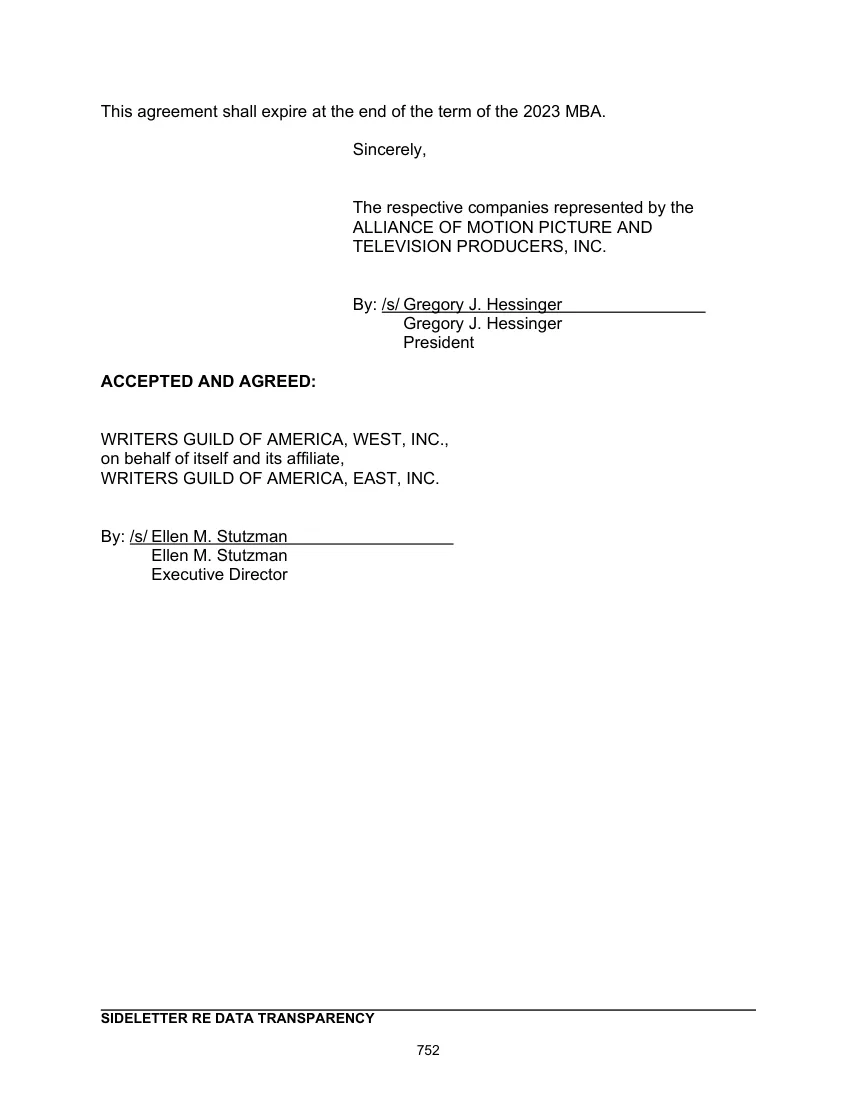 This agreement shall expire at the end of the term of the 2023 MBA.
Sincerely,
The respective companies represented by the
ALLIANCE OF MOTION PICTURE AND
TELEVISION PRODUCERS, INC.
By: /s/ Gregory J. Hessinger
Gregory J. Hessinger
President
ACCEPTED AND AGREED:
WRITERS GUILD OF AMERICA, WEST, INC.,
on behalf of itself and its affiliate,
WRITERS GUILD OF AMERICA, EAST, INC.
By: /s/ Ellen M. Stutzman
Ellen M. Stutzman
Executive Director
SIDELETTER RE DATA TRANSPARENCY
752